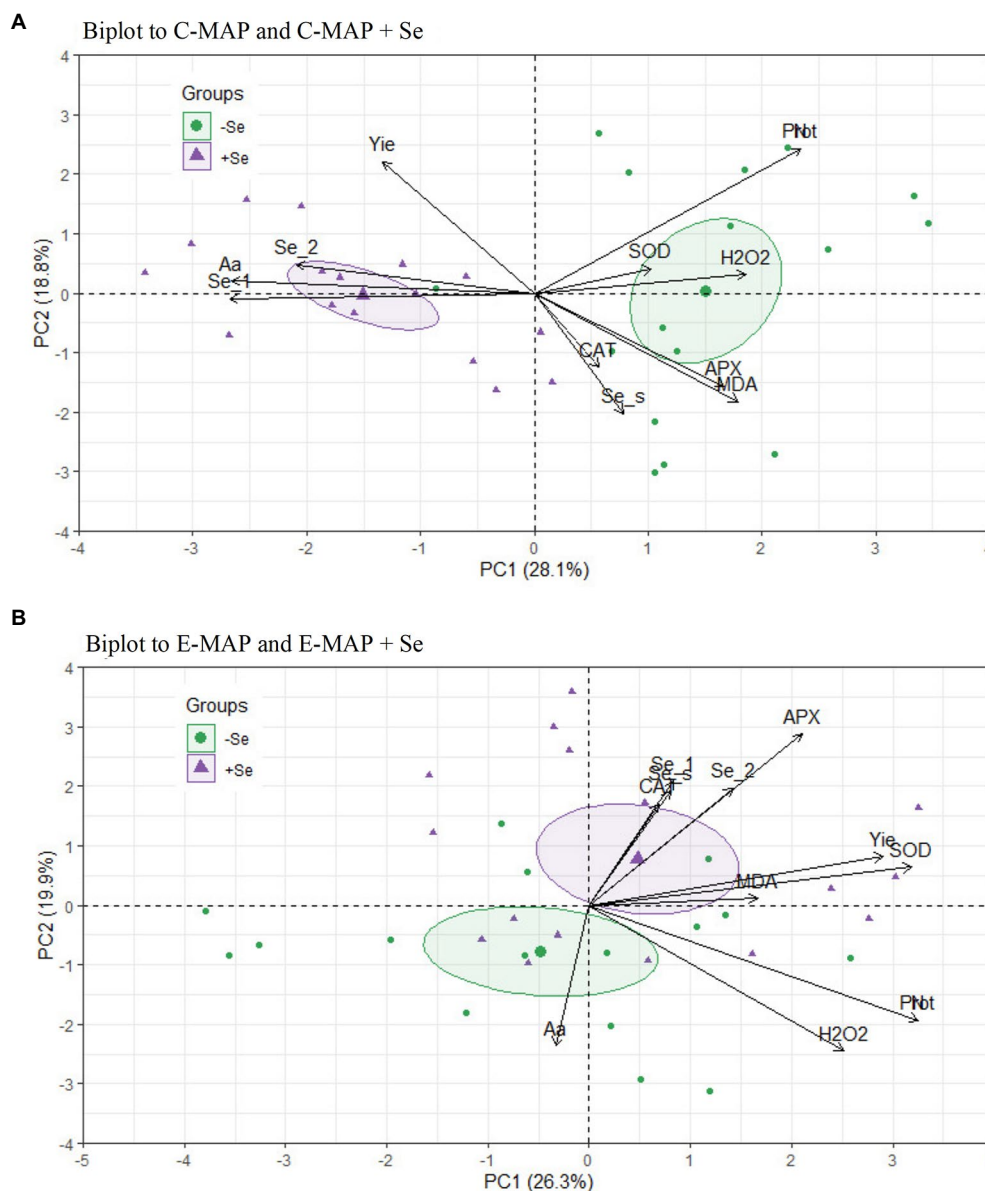 A
Biplot to C-MAP and C-MAP + Se
Groups
-Se
+Se
Yie
SOD
H2O2
Se_2
Aa
Se_1
CAT
APX
MDA
Se_s
PC2 (18.8%)
4
3
2
1
0
-1
-2
-3
-4
-4
-3
-2
-1
0
1
2
3
4
PC1 (28.1%)
B
Biplot to E-MAP and E-MAP + Se
Groups
-Se
+Se
APX
Se_1
Se_s
Se_2
CAT
Yie
SOD
MDA
H2O2
Aa
PC2 (19.9%)
4
3
2
1
0
-1
-2
-3
-4
-5
-4
-3
-2
-1
0
1
2
3
PC1 (26.3%)